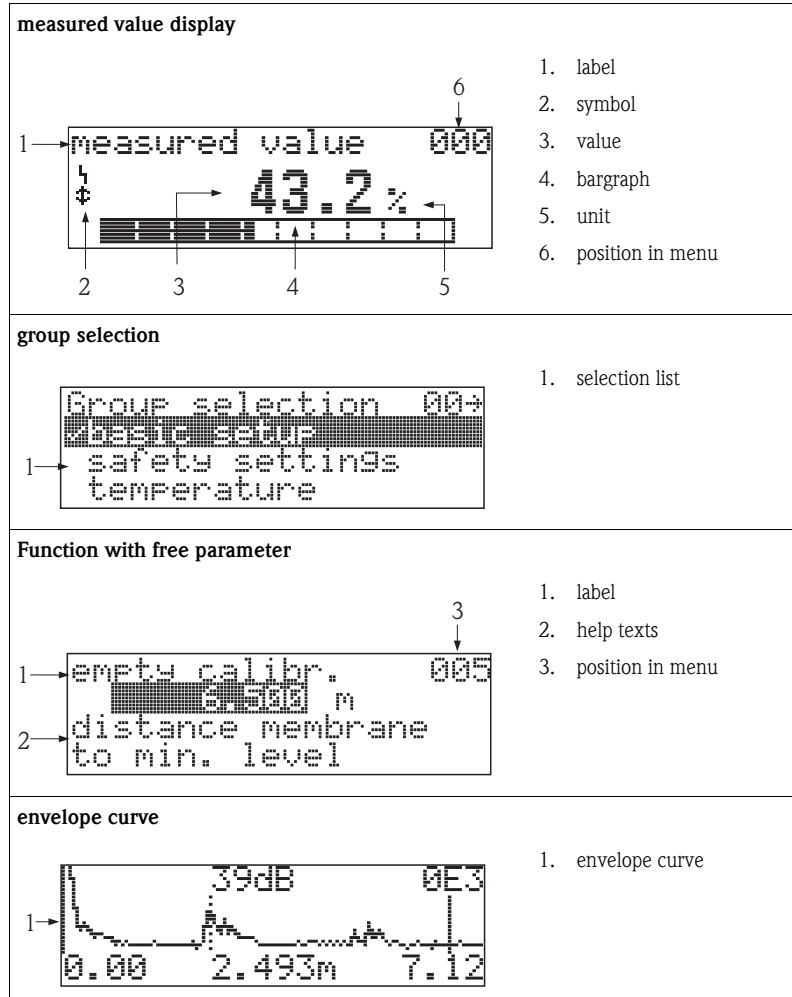 measured value display
6
1
measured value 000
43.2%
2 3 4 5
1. label
2. symbol
3. value
4. bargraph
5. unit
6. position in menu
group selection
Group selection 00→
✓basic setup
1
safety settings
temperature
1. selection list
Function with free parameter
3
1
empty calibr. 005
6.500 m
2
distance membrane
to min. level
1. label
2. help texts
3. position in menu
envelope curve
39dB 0E3
1
0.00 2.493m 7.12
1. envelope curve